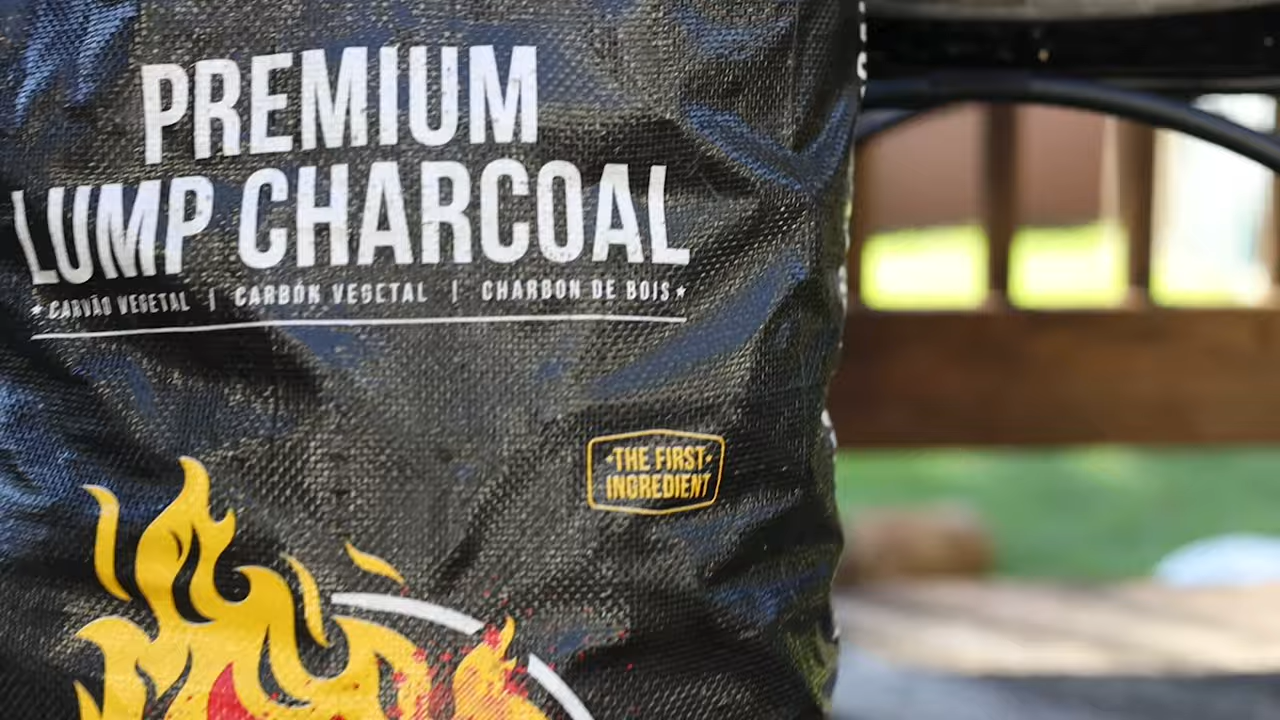 PREMIUM
LUMP CHARCOAL
★ CARVÃO VEGETAL | CARBÓN VEGETAL | CHARBON DE BOIS ★
•THE FIRST•
INGREDIENT